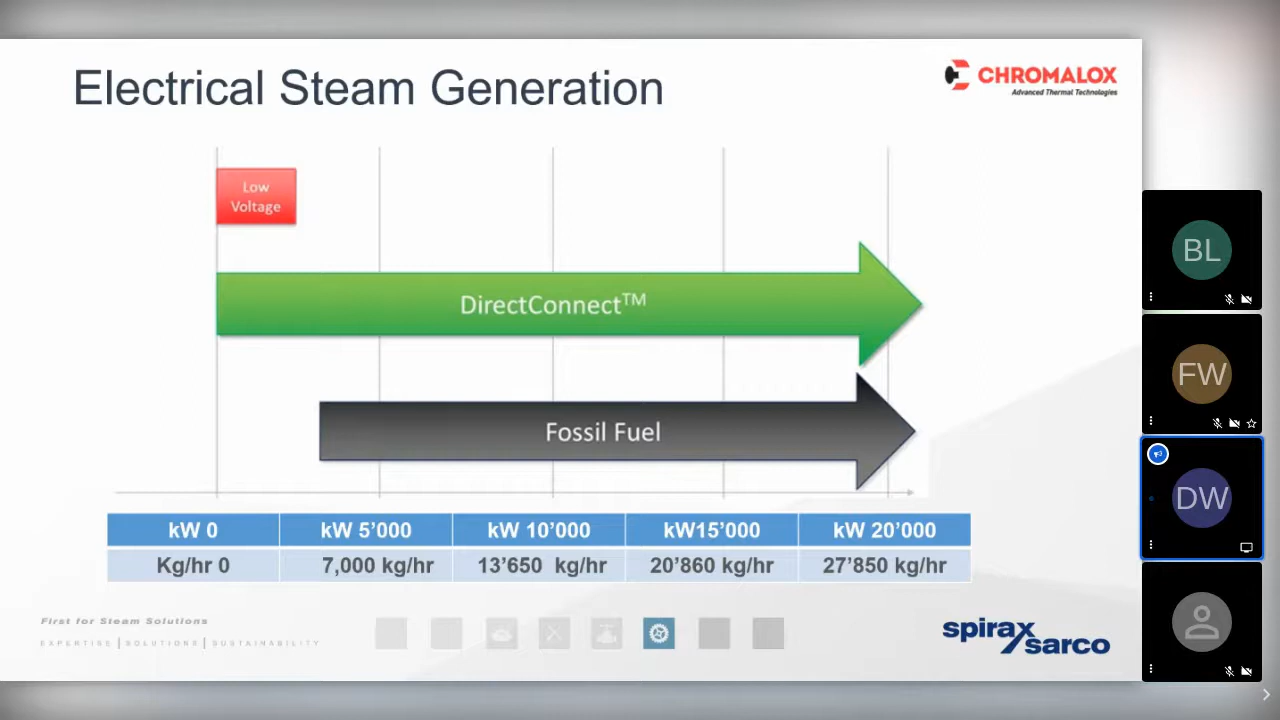 Electrical Steam Generation
CHROMALOX
Advanced Thermal Technologies
Low
Voltage
DirectConnect™
Fossil Fuel
kW 0 kW 5’000 kW 10’000 kW15’000 kW 20’000
Kg/hr 0 7,000 kg/hr 13’650 kg/hr 20’860 kg/hr 27’850 kg/hr
First for Steam Solutions
EXPERTISE | SOLUTIONS | SUSTAINABILITY
spirax
sarco
BL
FW
DW